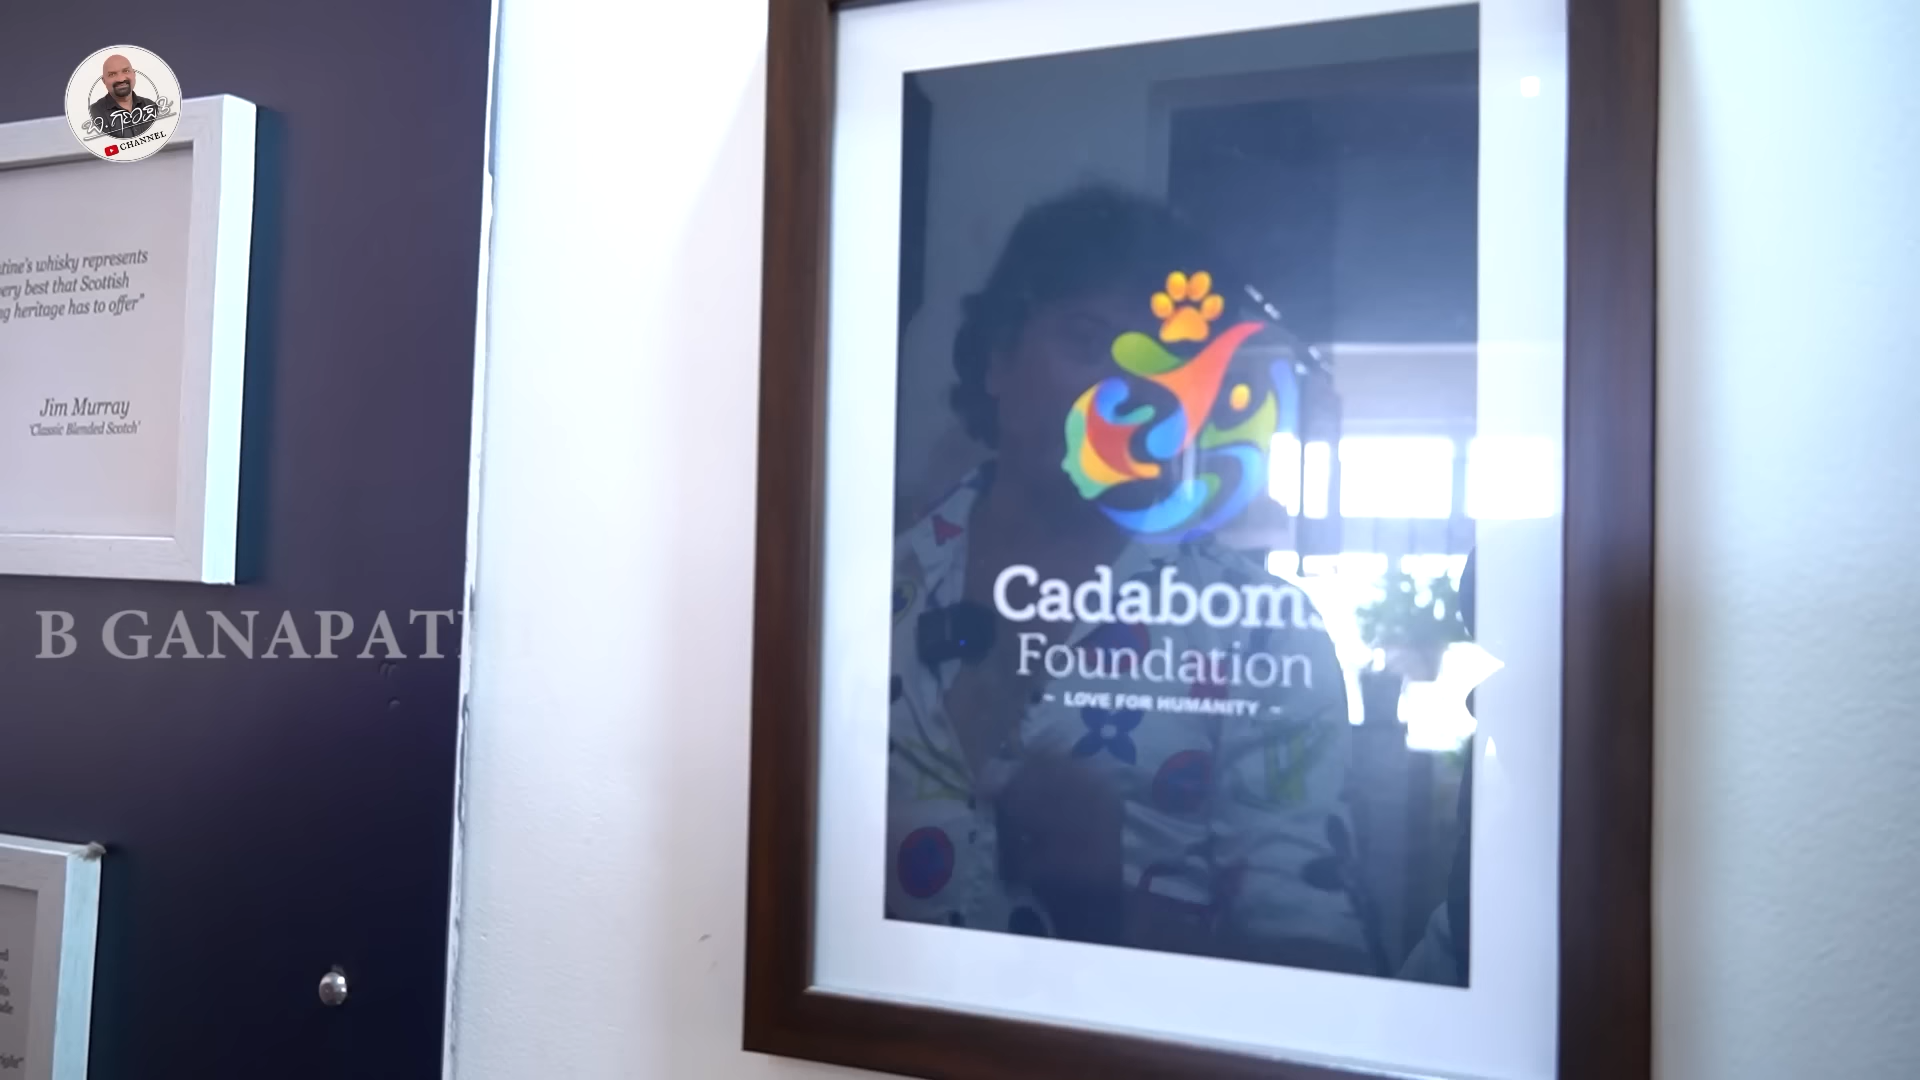 ಬಿ. ಗಣಪತಿ
CHANNEL
whisky represents
best that Scottish
heritage has to offer"
Jim Murray
'Classic Blended Scotch'
B GANAPATI
Cadaboms
Foundation
~ LOVE FOR HUMANITY ~